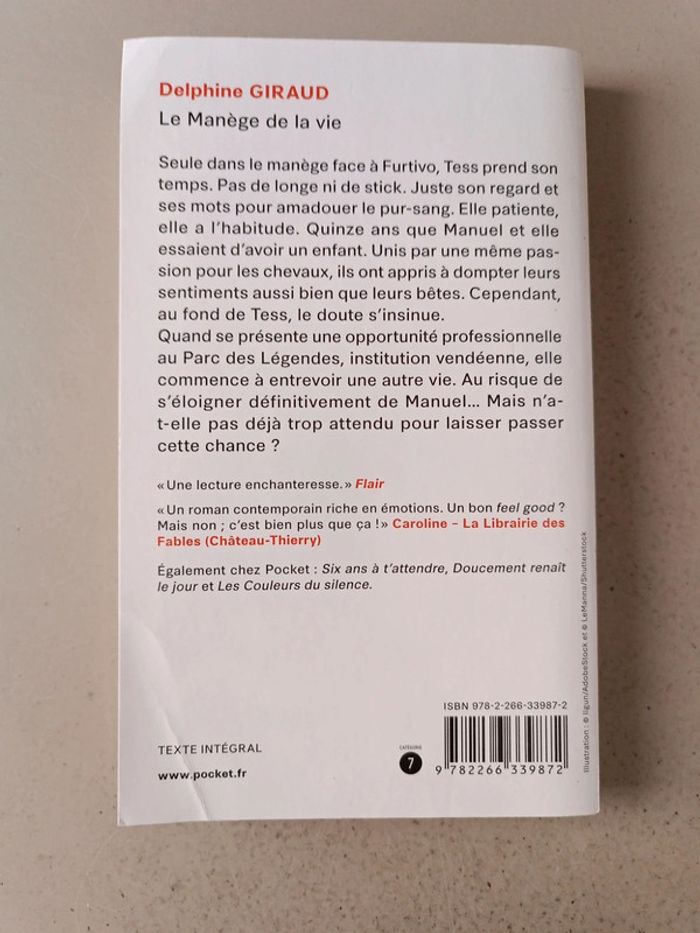 Delphine GIRAUD
Le Manège de la vie
Seule dans le manège face à Furtivo, Tess prend son
temps. Pas de longe ni de stick. Juste son regard et
ses mots pour amadouer le pur-sang. Elle patiente,
elle a l'habitude. Quinze ans que Manuel et elle
essaient d'avoir un enfant. Unis par une même pas-
sion pour les chevaux, ils ont appris à dompter leurs
sentiments aussi bien que leurs bêtes. Cependant,
au fond de Tess, le doute s'insinue.
Quand se présente une opportunité professionnelle
au Parc des Légendes, institution vendéenne, elle
commence à entrevoir une autre vie. Au risque de
s'éloigner définitivement de Manuel... Mais n'a-
t-elle pas déjà trop attendu pour laisser passer
cette chance ?
« Une lecture enchanteresse. » Flair
« Un roman contemporain riche en émotions. Un bon feel good ?
Mais non ; c'est bien plus que ça ! » Caroline – La Librairie des
Fables (Château-Thierry)
Également chez Pocket : Six ans à t'attendre, Doucement renaît
le jour et Les Couleurs du silence.
ISBN 978-2-266-33987-2
TEXTE INTÉGRAL
www.pocket.fr
CATÉGORIE
7
9 782266 339872
Illustration : © Ilgun/AdobeStock et © LeManna/Shutterstock